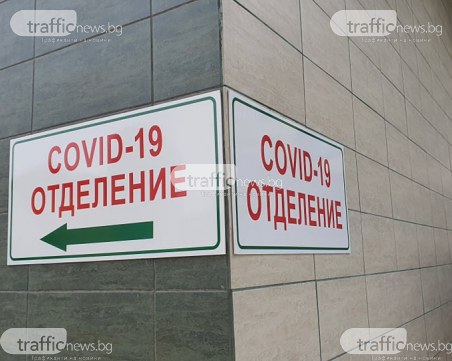 trafficnews.bg
trafficnews.bg
COVID-19
ОТДЕЛЕНИЕ
COVID-19
ОТДЕЛЕНИЕ
trafficnews.bg
trafficnews.bg
trafficnews.bg